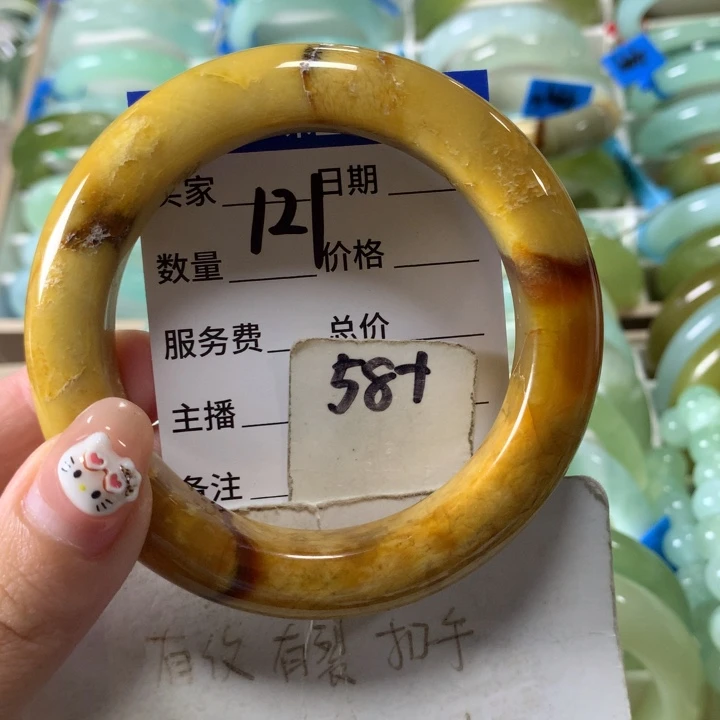 卖家 日期
121
数量 价格
服务费 总价
58+
主播
备注
有纹 有裂 扣手